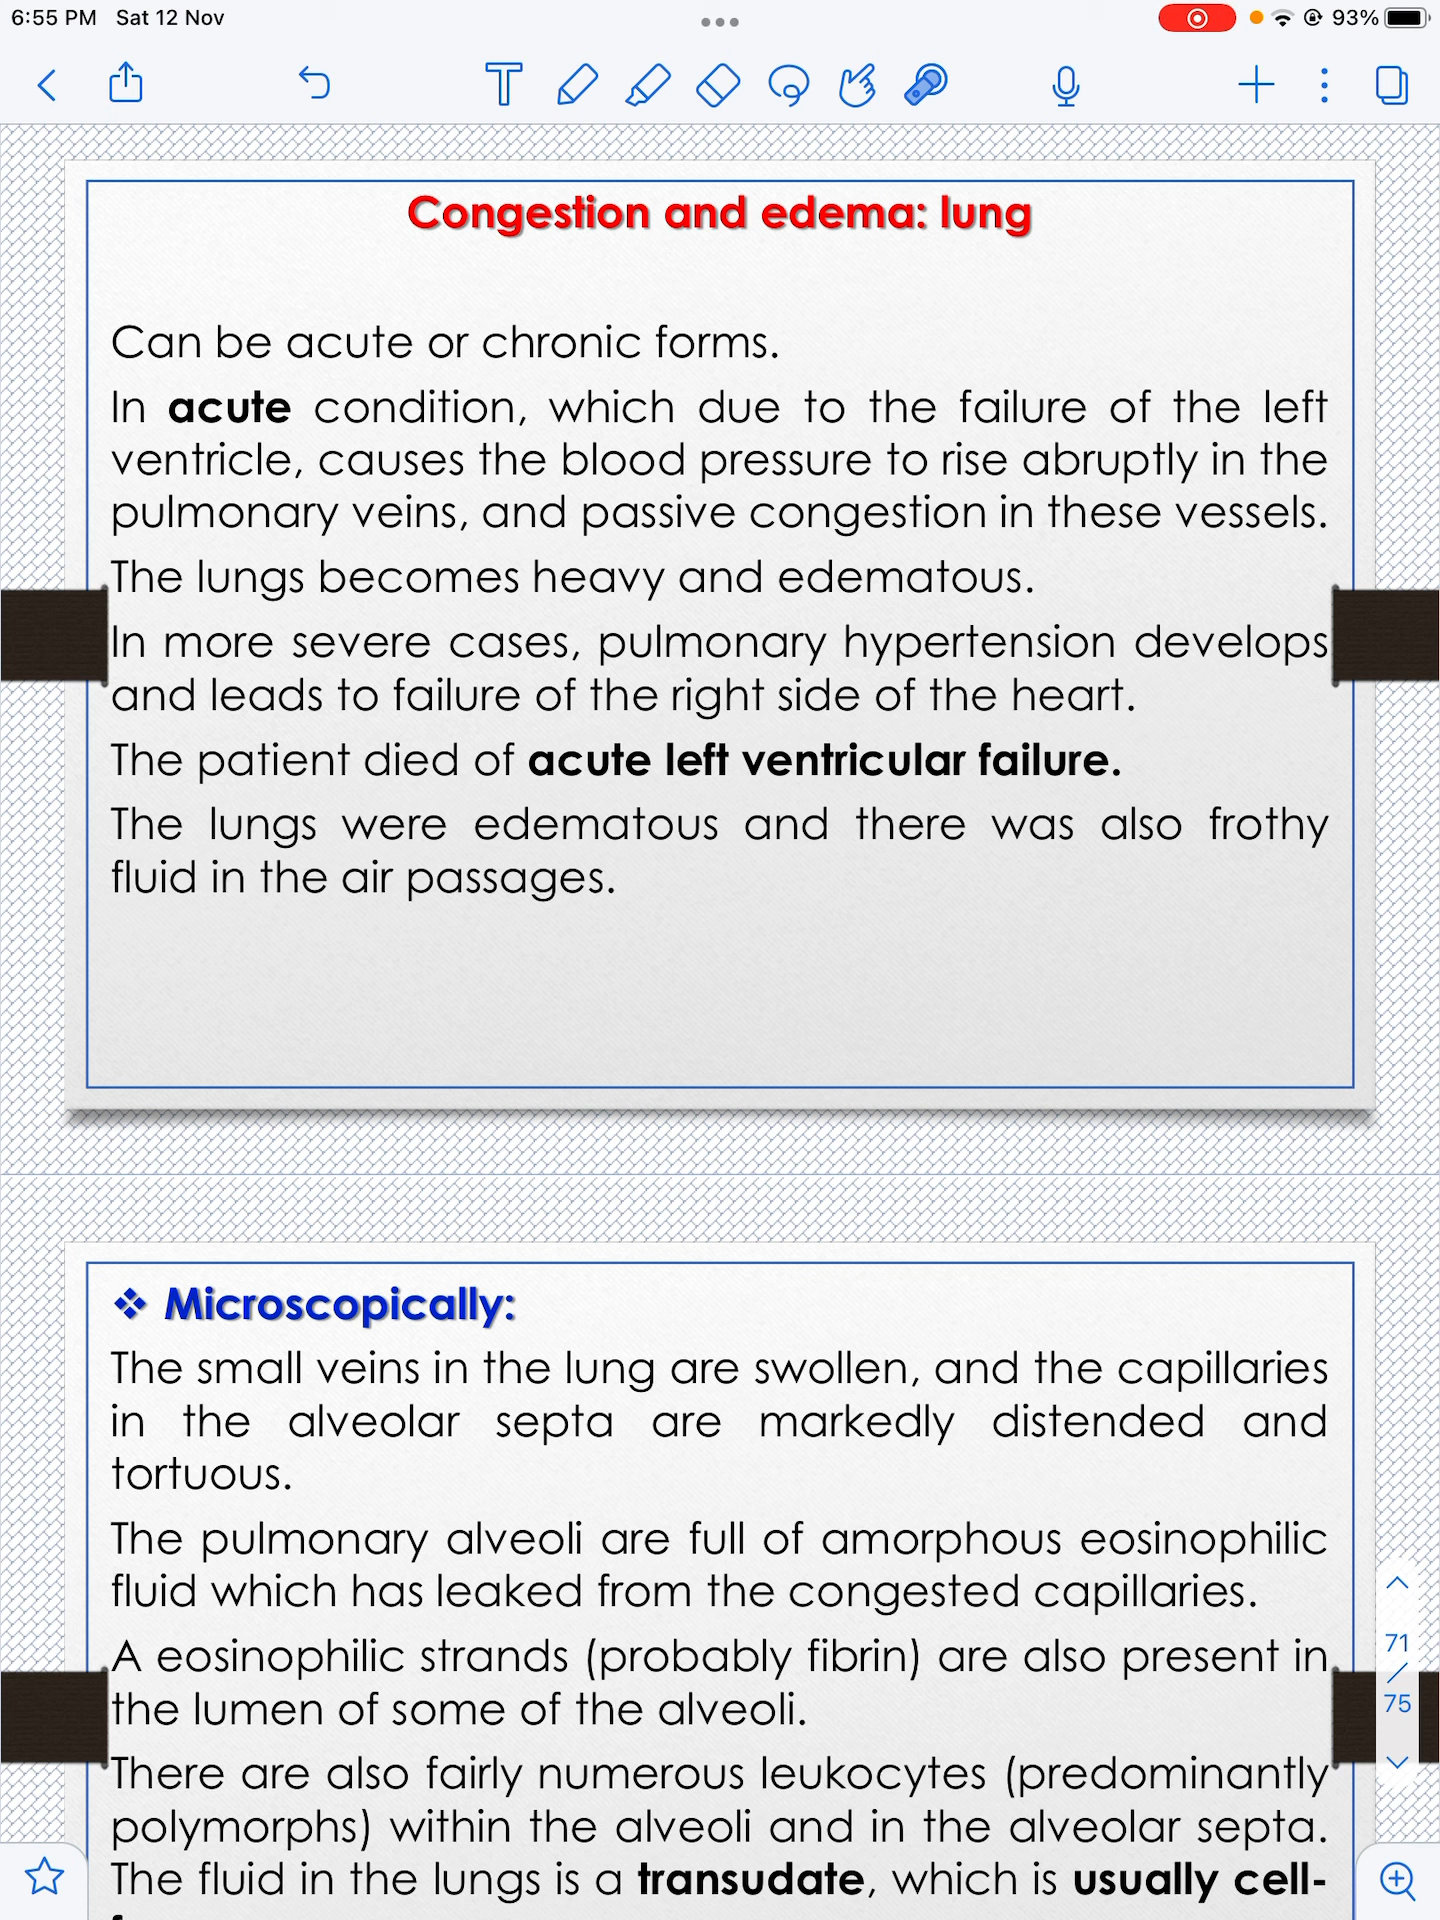 6:55 PM Sat 12 Nov
93%
Congestion and edema: lung
Can be acute or chronic forms.
In acute condition, which due to the failure of the left
ventricle, causes the blood pressure to rise abruptly in the
pulmonary veins, and passive congestion in these vessels.
The lungs becomes heavy and edematous.
In more severe cases, pulmonary hypertension develops
and leads to failure of the right side of the heart.
The patient died of acute left ventricular failure.
The lungs were edematous and there was also frothy
fluid in the air passages.
❖ Microscopically:
The small veins in the lung are swollen, and the capillaries
in the alveolar septa are markedly distended and
tortuous.
The pulmonary alveoli are full of amorphous eosinophilic
fluid which has leaked from the congested capillaries.
A eosinophilic strands (probably fibrin) are also present in
the lumen of some of the alveoli.
There are also fairly numerous leukocytes (predominantly
polymorphs) within the alveoli and in the alveolar septa.
The fluid in the lungs is a transudate, which is usually cell-
71
/
75